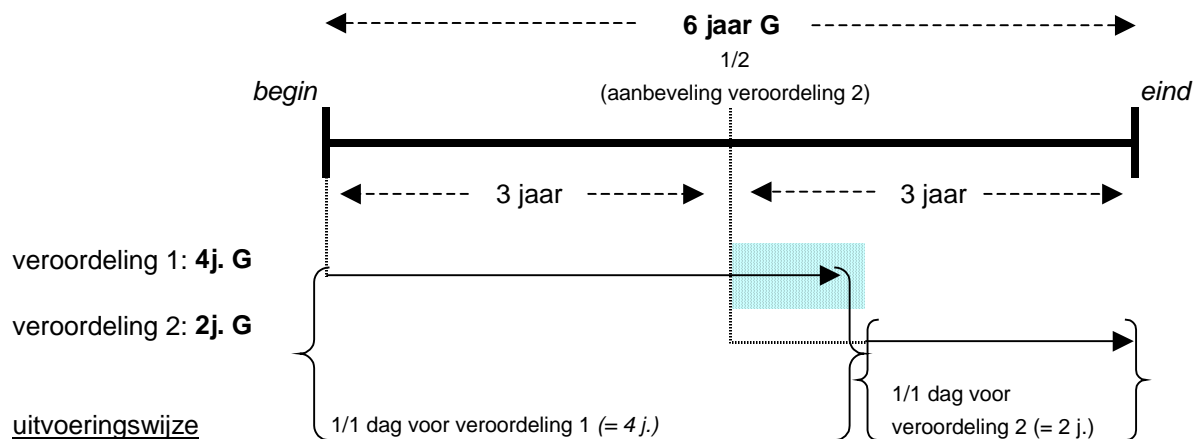 6 jaar G
1/2
begin (aanbeveling veroordeling 2) eind
3 jaar 3 jaar
veroordeling 1: 4j. G
veroordeling 2: 2j. G
1/1 dag voor
uitvoeringswijze 1/1 dag voor veroordeling 1 (= 4 j.) veroordeling 2 (= 2 j.)